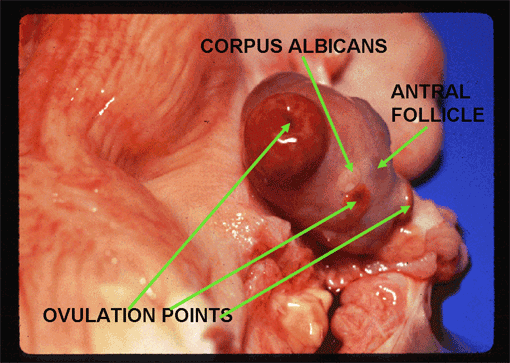 CORPUS ALBICANS
ANTRAL
FOLLICLE
OVULATION POINTS